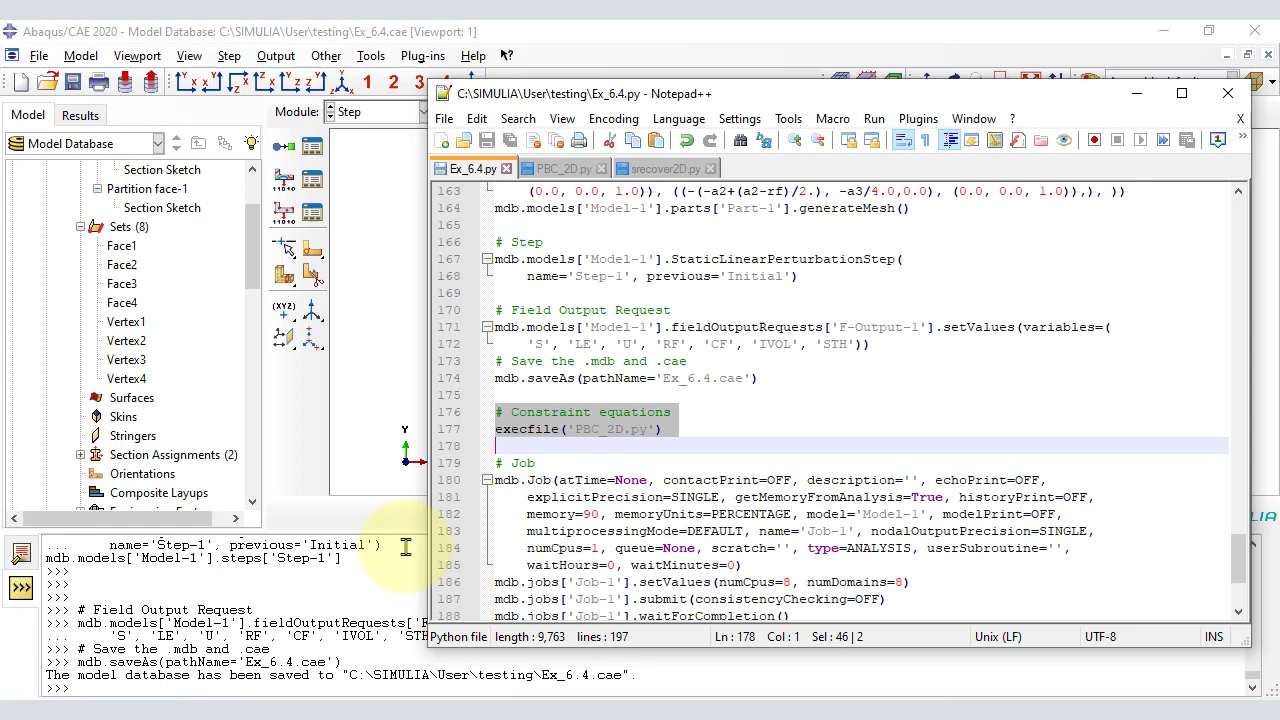 Abaqus/CAE 2020 - Model Database: C:\SIMULIA\User\testing\Ex_6.4.cae [Viewport: 1]
File Model Viewport View Step Output Other Tools Plug-ins Help
1 2 3 4
Model Results
Module: Step
Model Database
Section Sketch
Partition face-1
Section Sketch
Sets (8)
Face1
Face2
Face3
Face4
Vertex1
Vertex2
Vertex3
Vertex4
Surfaces
Skins
Stringers
Section Assignments (2)
Orientations
Composite Layups
(XYZ)
Y
C:\SIMULIA\User\testing\Ex_6.4.py - Notepad++
File Edit Search View Encoding Language Settings Tools Macro Run Plugins Window ? X
Ex_6.4.py PBC_2D.py srecover2D.py
163 (0.0, 0.0, 1.0)), ((-(-a2+(a2-rf)/2.), -a3/4.0,0.0), (0.0, 0.0, 1.0)),), ))
164 mdb.models['Model-1'].parts['Part-1'].generateMesh()
165
166 # Step
167 mdb.models['Model-1'].StaticLinearPerturbationStep(
168 name='Step-1', previous='Initial')
169
170 # Field Output Request
171 mdb.models['Model-1'].fieldOutputRequests['F-Output-1'].setValues(variables=(
172 'S', 'LE', 'U', 'RF', 'CF', 'IVOL', 'STH'))
173 # Save the .mdb and .cae
174 mdb.saveAs(pathName='Ex_6.4.cae')
175
176 # Constraint equations
177 execfile('PBC_2D.py')
178
179 # Job
180 mdb.Job(atTime=None, contactPrint=OFF, description='', echoPrint=OFF,
181 explicitPrecision=SINGLE, getMemoryFromAnalysis=True, historyPrint=OFF,
182 memory=90, memoryUnits=PERCENTAGE, model='Model-1', modelPrint=OFF,
183 multiprocessingMode=DEFAULT, name='Job-1', nodalOutputPrecision=SINGLE,
184 numCpus=1, queue=None, scratch='', type=ANALYSIS, userSubroutine='',
185 waitHours=0, waitMinutes=0)
186 mdb.jobs['Job-1'].setValues(numCpus=8, numDomains=8)
187 mdb.jobs['Job-1'].submit(consistencyChecking=OFF)
188 mdb.jobs['Job-1'].waitForCompletion()
Python file length : 9,763 lines : 197 Ln : 178 Col : 1 Sel : 46 | 2 Unix (LF) UTF-8 INS
... name='Step-1', previous='Initial')
mdb.models['Model-1'].steps['Step-1']
>>>
>>>
>>> # Field Output Request
>>> mdb.models['Model-1'].fieldOutputRequests['
... 'S', 'LE', 'U', 'RF', 'CF', 'IVOL', 'STH
>>> # Save the .mdb and .cae
>>> mdb.saveAs(pathName='Ex_6.4.cae')
The model database has been saved to "C:\SIMULIA\User\testing\Ex_6.4.cae".
>>>